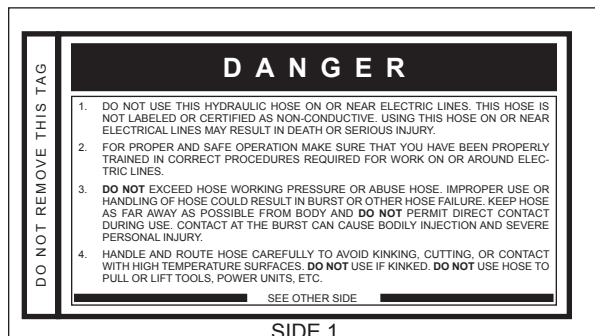 DO NOT REMOVE THIS TAG
DANGER
1. DO NOT USE THIS HYDRAULIC HOSE ON OR NEAR ELECTRIC LINES. THIS HOSE IS
NOT LABELED OR CERTIFIED AS NON-CONDUCTIVE. USING THIS HOSE ON OR NEAR
ELECTRICAL LINES MAY RESULT IN DEATH OR SERIOUS INJURY.
2. FOR PROPER AND SAFE OPERATION MAKE SURE THAT YOU HAVE BEEN PROPERLY
TRAINED IN CORRECT PROCEDURES REQUIRED FOR WORK ON OR AROUND ELEC-
TRIC LINES.
3. DO NOT EXCEED HOSE WORKING PRESSURE OR ABUSE HOSE. IMPROPER USE OR
HANDLING OF HOSE COULD RESULT IN BURST OR OTHER HOSE FAILURE. KEEP HOSE
AS FAR AWAY AS POSSIBLE FROM BODY AND DO NOT PERMIT DIRECT CONTACT
DURING USE. CONTACT AT THE BURST CAN CAUSE BODILY INJECTION AND SEVERE
PERSONAL INJURY.
4. HANDLE AND ROUTE HOSE CAREFULLY TO AVOID KINKING, CUTTING, OR CONTACT
WITH HIGH TEMPERATURE SURFACES. DO NOT USE IF KINKED. DO NOT USE HOSE TO
PULL OR LIFT TOOLS, POWER UNITS, ETC.
SEE OTHER SIDE
SIDE 1